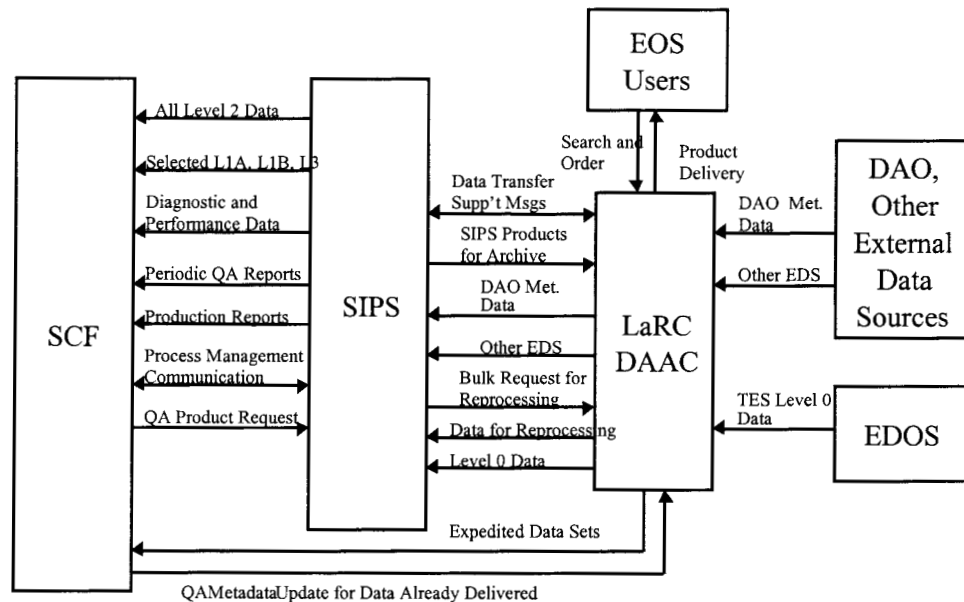 EOS
Users
SCF
All Level 2 Data
Selected L1A, L1B, L3
Diagnostic and
Performance Data
Periodic QA Reports
Production Reports
Process Management
Communication
QA Product Request
SIPS
Search and
Order
Product
Delivery
Data Transfer
Supp't Msgs
SIPS Products
for Archive
DAO Met.
Data
Other EDS
Bulk Request for
Reprocessing
Data for Reprocessing
Level 0 Data
LaRC
DAAC
DAO Met.
Data
Other EDS
TES Level 0
Data
DAO,
Other
External
Data
Sources
EDOS
Expedited Data Sets
QAMetadataUpdate for Data Already Delivered